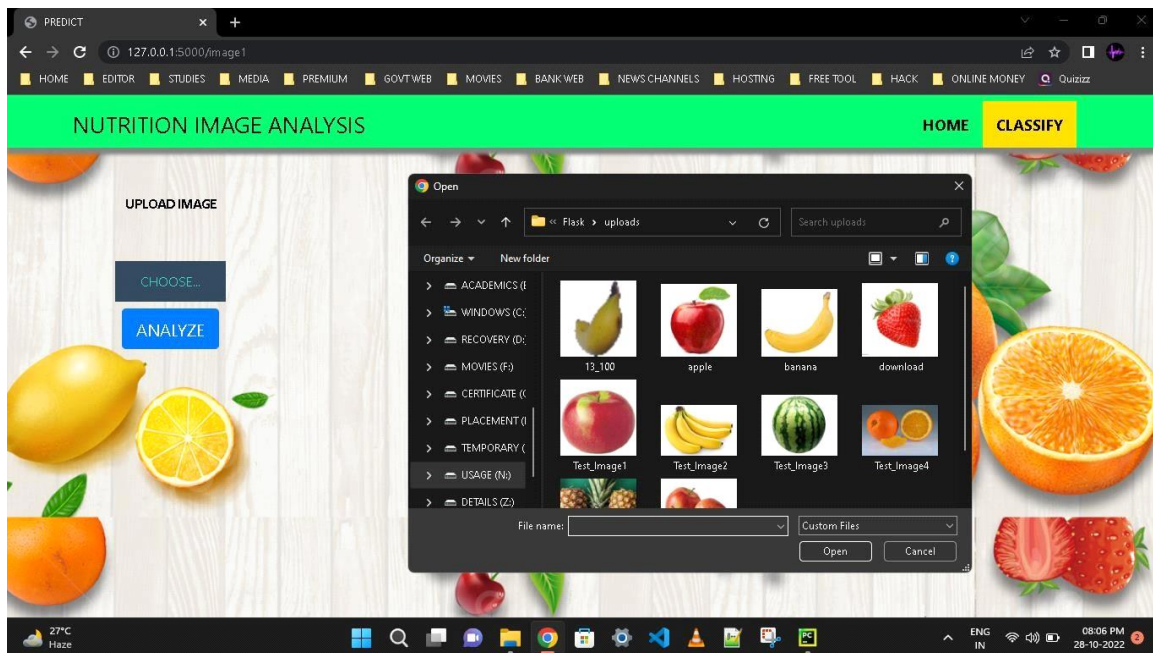 PREDICT
127.0.0.1:5000/image1
HOME EDITOR STUDIES MEDIA PREMIUM GOVT WEB MOVIES BANK WEB NEWS CHANNELS HOSTING FREE TOOL HACK ONLINE MONEY Quizizz
NUTRITION IMAGE ANALYSIS HOME CLASSIFY
UPLOAD IMAGE
CHOOSE...
ANALYZE
Open
« Flask > uploads Search uploads
Organize New folder
ACADEMICS (E
WINDOWS (C:
RECOVERY (D:
MOVIES (F:)
CERTIFICATE (
PLACEMENT (
TEMPORARY (
USAGE (N:)
DETAILS (Z:)
13_100 apple banana download
Test_Image1 Test_Image2 Test_Image3 Test_Image4
File name: Custom Files
Open Cancel
27°C
Haze
ENG
IN
08:06 PM
28-10-2022
2